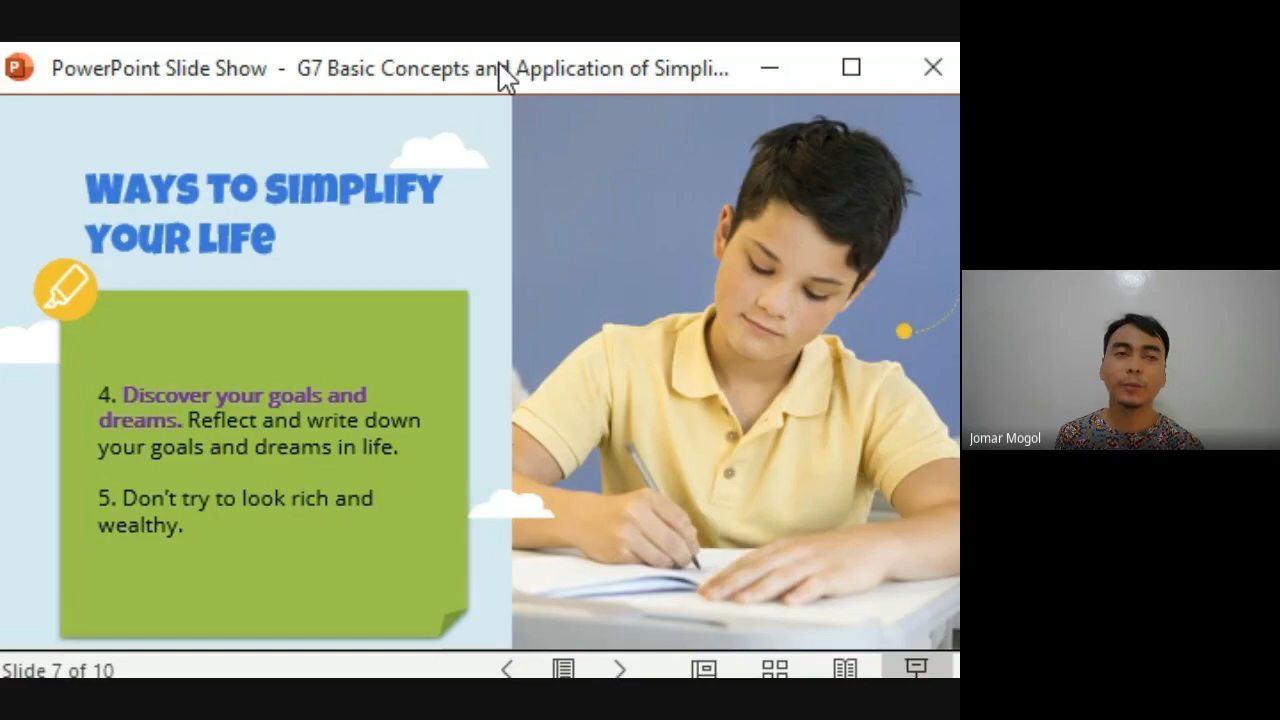 PowerPoint Slide Show - G7 Basic Concepts and Application of Simpli...
WAYS TO SIMPLIFY
YOUR LIFE
4. Discover your goals and
dreams. Reflect and write down
your goals and dreams in life.
5. Don't try to look rich and
wealthy.
Jomar Mogol
Slide 7 of 10